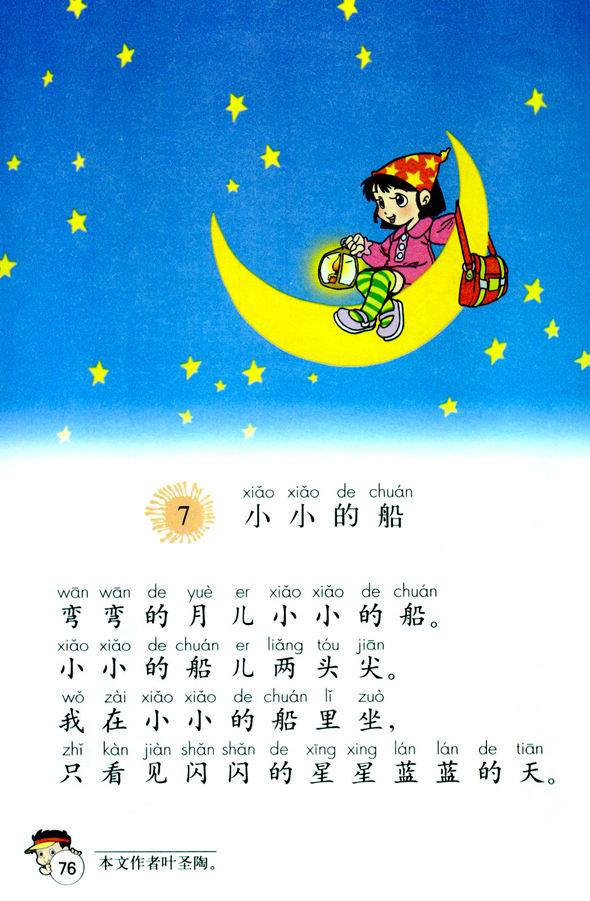 xiǎo xiǎo de chuán
7 小小的船
wān wān de yuè er xiǎo xiǎo de chuán
弯弯的月儿小小的船。
xiǎo xiǎo de chuán er liǎng tóu jiān
小小的船儿两头尖。
wǒ zài xiǎo xiǎo de chuán lǐ zuò
我在小小的船里坐,
zhǐ kàn jiàn shǎn shǎn de xīng xing lán lán de tiān
只看见闪闪的星星蓝蓝的天。
76 本文作者叶圣陶。